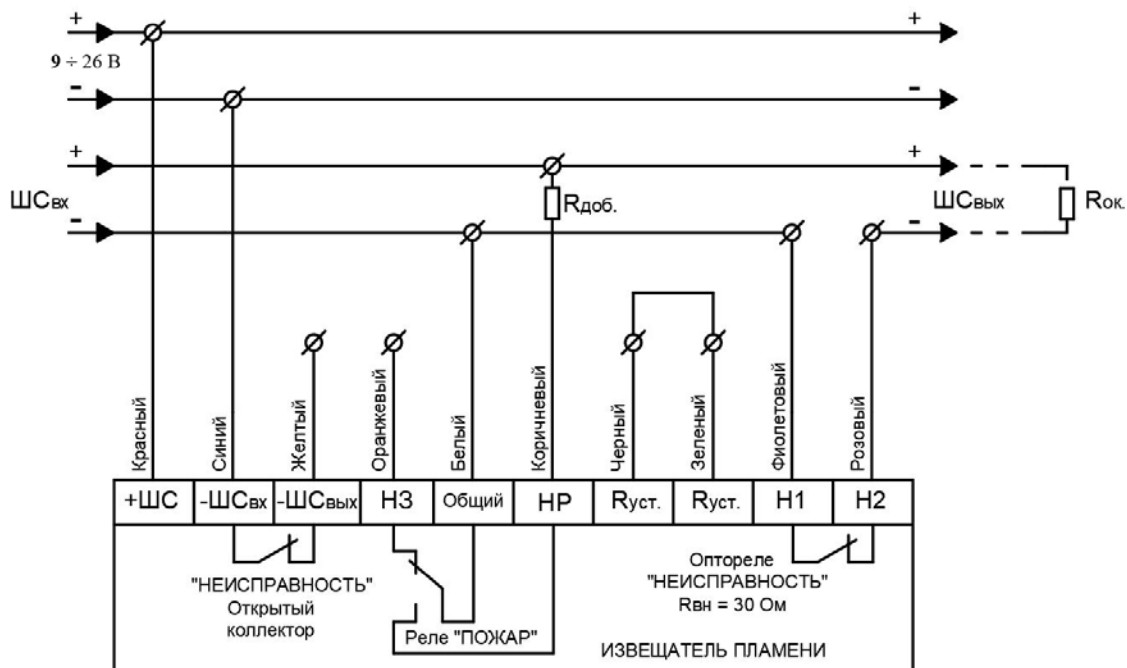 + +
9 ÷ 26 В
- -
+ +
ШСвх Rдоб. ШСвых Rок.
- -
Красный
Синий
Желтый
Оранжевый
Белый
Коричневый
Черный
Зеленый
Фиолетовый
Розовый
+ШС -ШСвх -ШСвых НЗ Общий НР Rуст. Rуст. Н1 Н2
"НЕИСПРАВНОСТЬ"
Открытый
коллектор
Реле "ПОЖАР"
Оптореле
"НЕИСПРАВНОСТЬ"
Rвн = 30 Ом
ИЗВЕЩАТЕЛЬ ПЛАМЕНИ